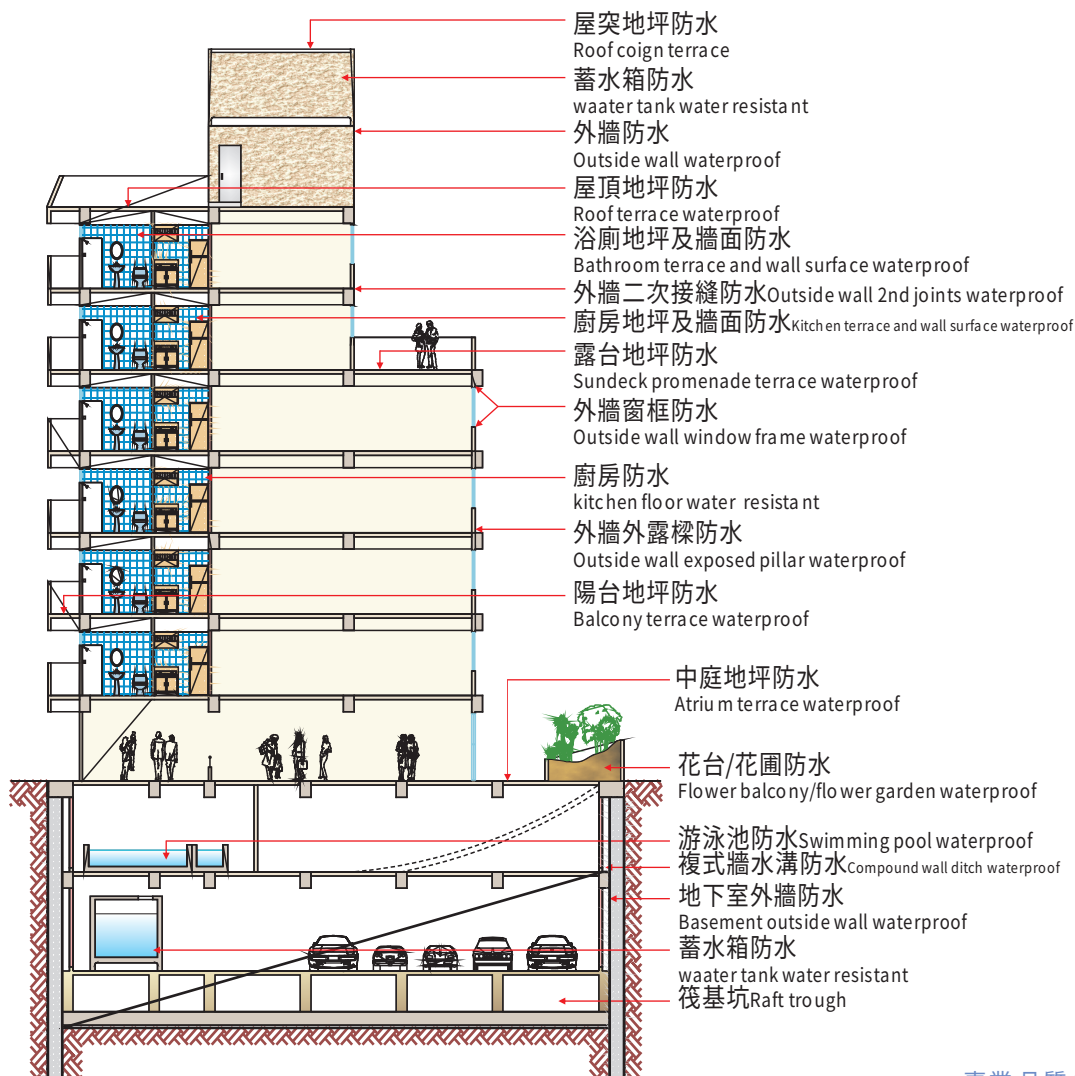 屋突地坪防水
Roof coign terrace
蓄水箱防水
waater tank water resistant
外牆防水
Outside wall waterproof
屋頂地坪防水
Roof terrace waterproof
浴廁地坪及牆面防水
Bathroom terrace and wall surface waterproof
外牆二次接縫防水Outside wall 2nd joints waterproof
廚房地坪及牆面防水Kitchen terrace and wall surface waterproof
露台地坪防水
Sundeck promenade terrace waterproof
外牆窗框防水
Outside wall window frame waterproof
廚房防水
kitchen floor water resistant
外牆外露樑防水
Outside wall exposed pillar waterproof
陽台地坪防水
Balcony terrace waterproof
中庭地坪防水
Atrium terrace waterproof
花台/花圃防水
Flower balcony/flower garden waterproof
游泳池防水Swimming pool waterproof
複式牆水溝防水Compound wall ditch waterproof
地下室外牆防水
Basement outside wall waterproof
蓄水箱防水
waater tank water resistant
筏基坑Raft trough